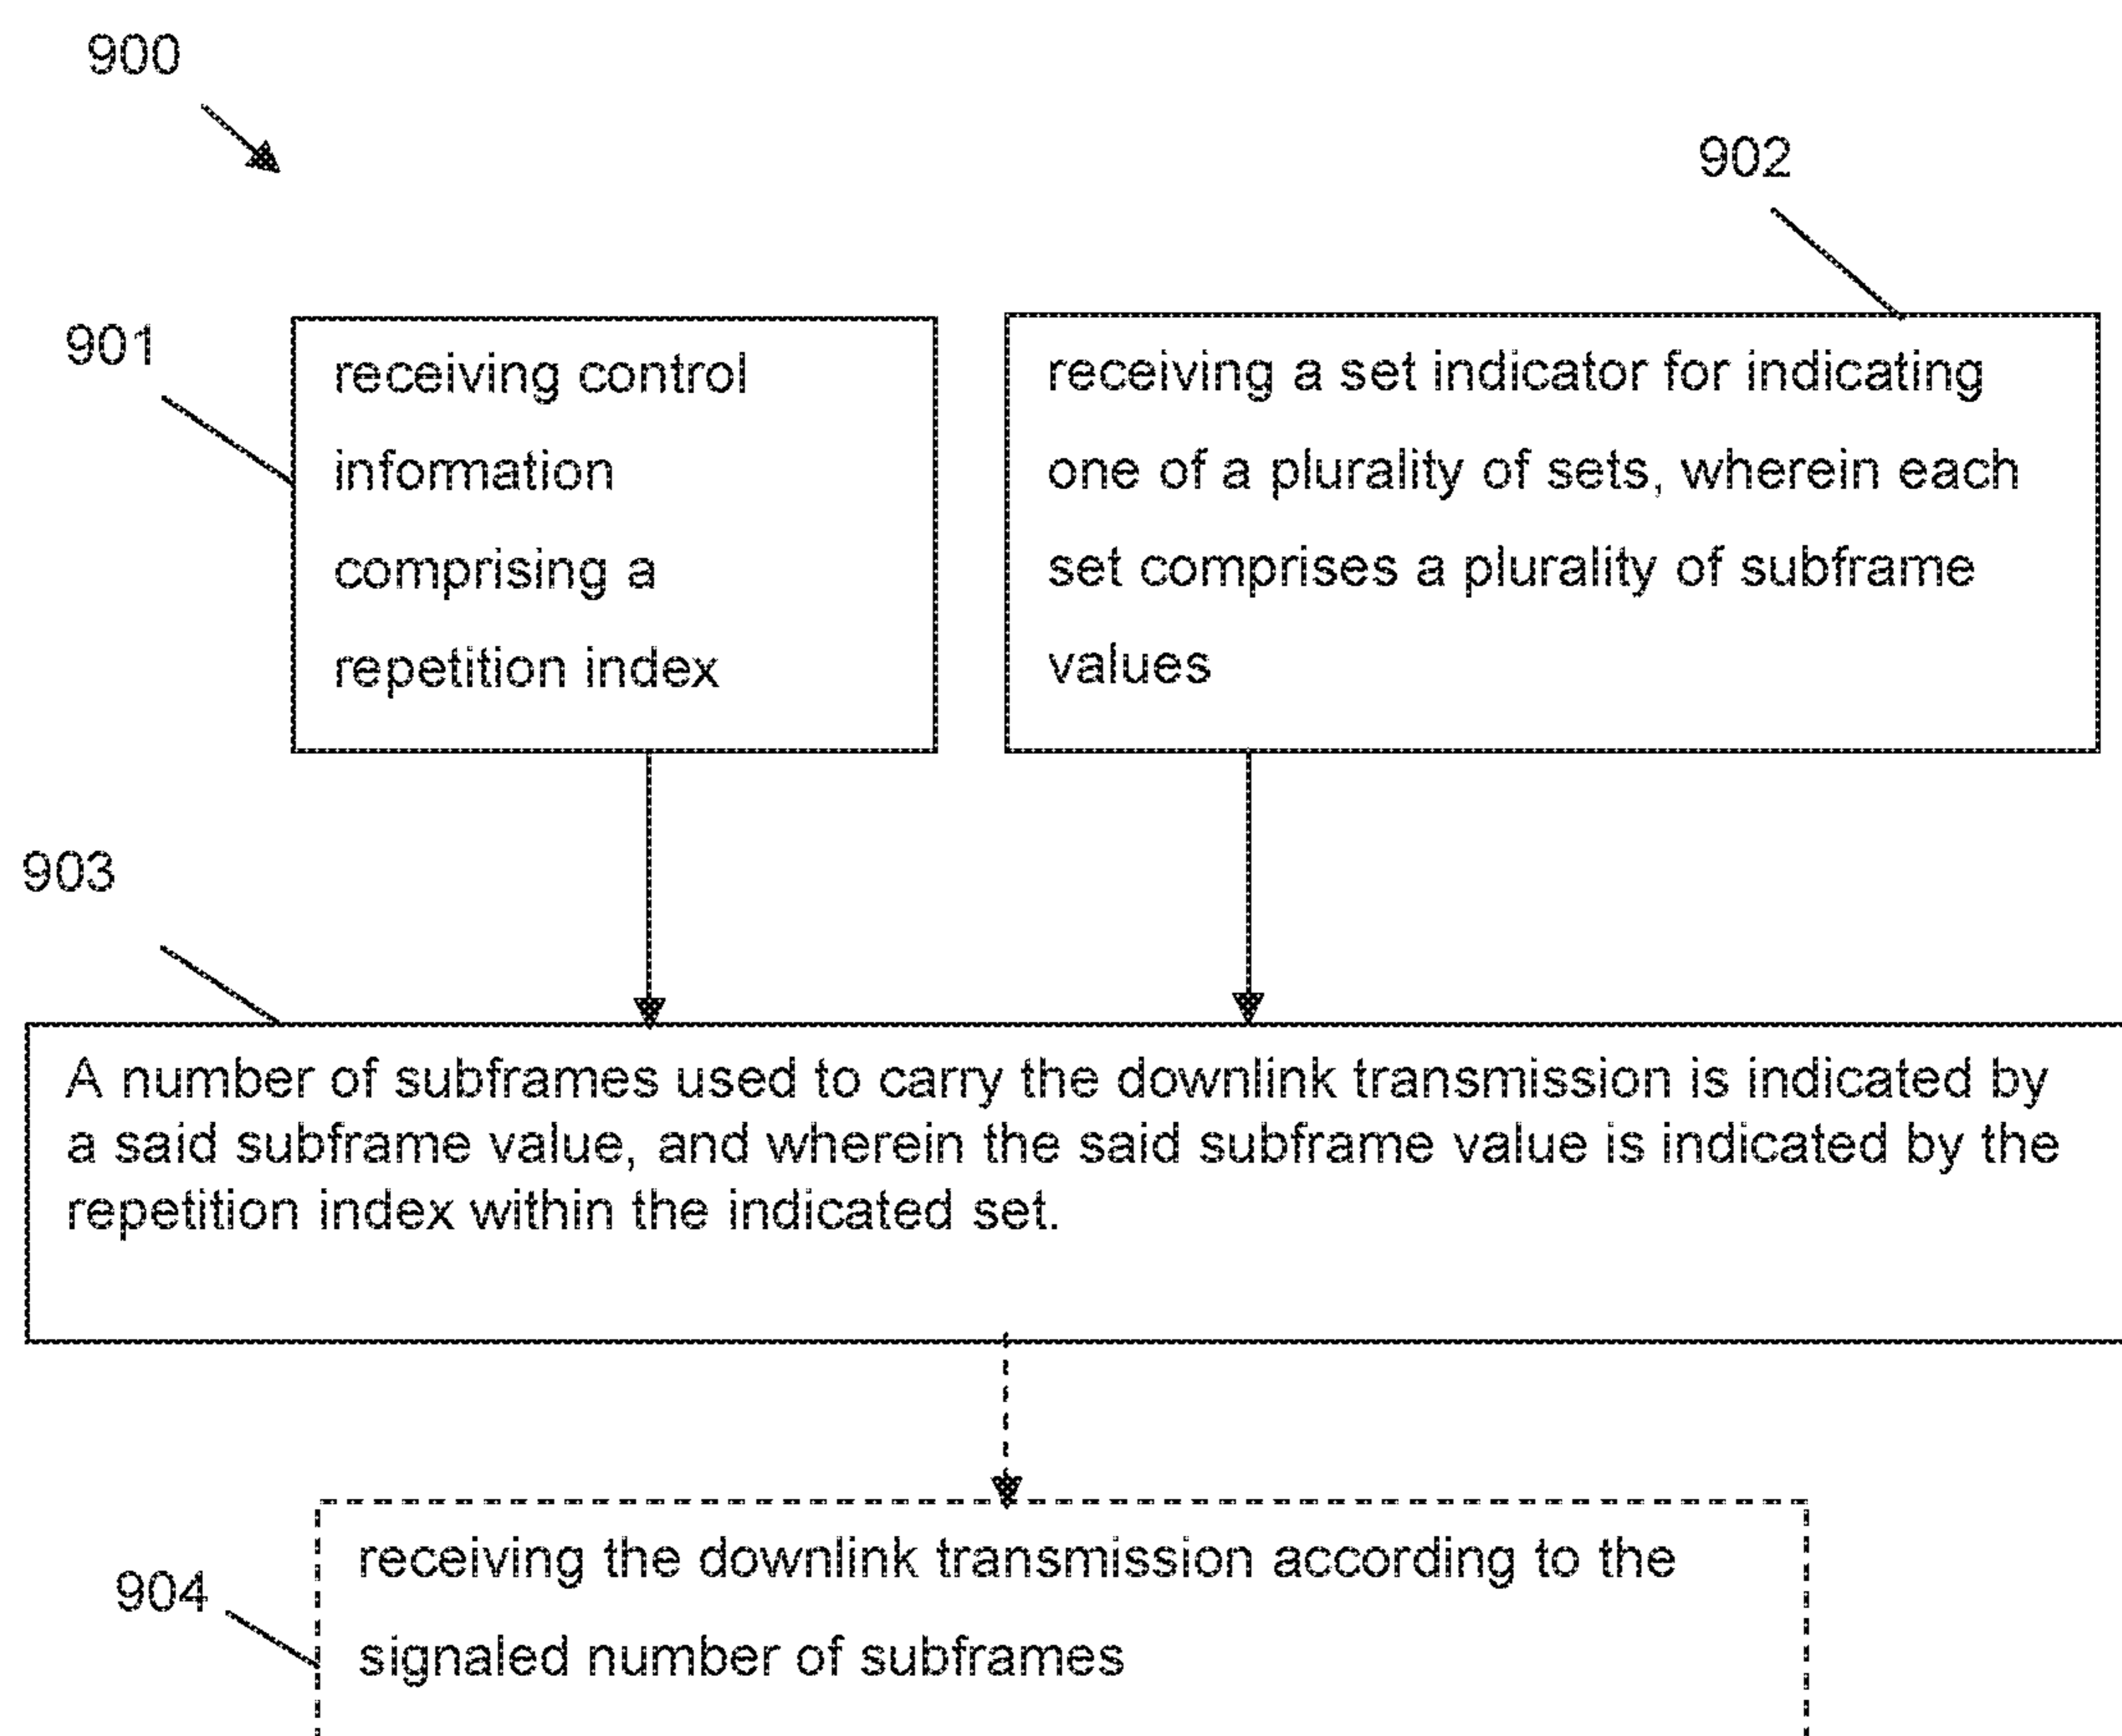 900
902
901
receiving control
information
comprising a
repetition index
receiving a set indicator for indicating
one of a plurality of sets, wherein each
set comprises a plurality of subframe
values
903
A number of subframes used to carry the downlink transmission is indicated by
a said subframe value, and wherein the said subframe value is indicated by the
repetition index within the indicated set.
904
receiving the downlink transmission according to the
signaled number of subframes